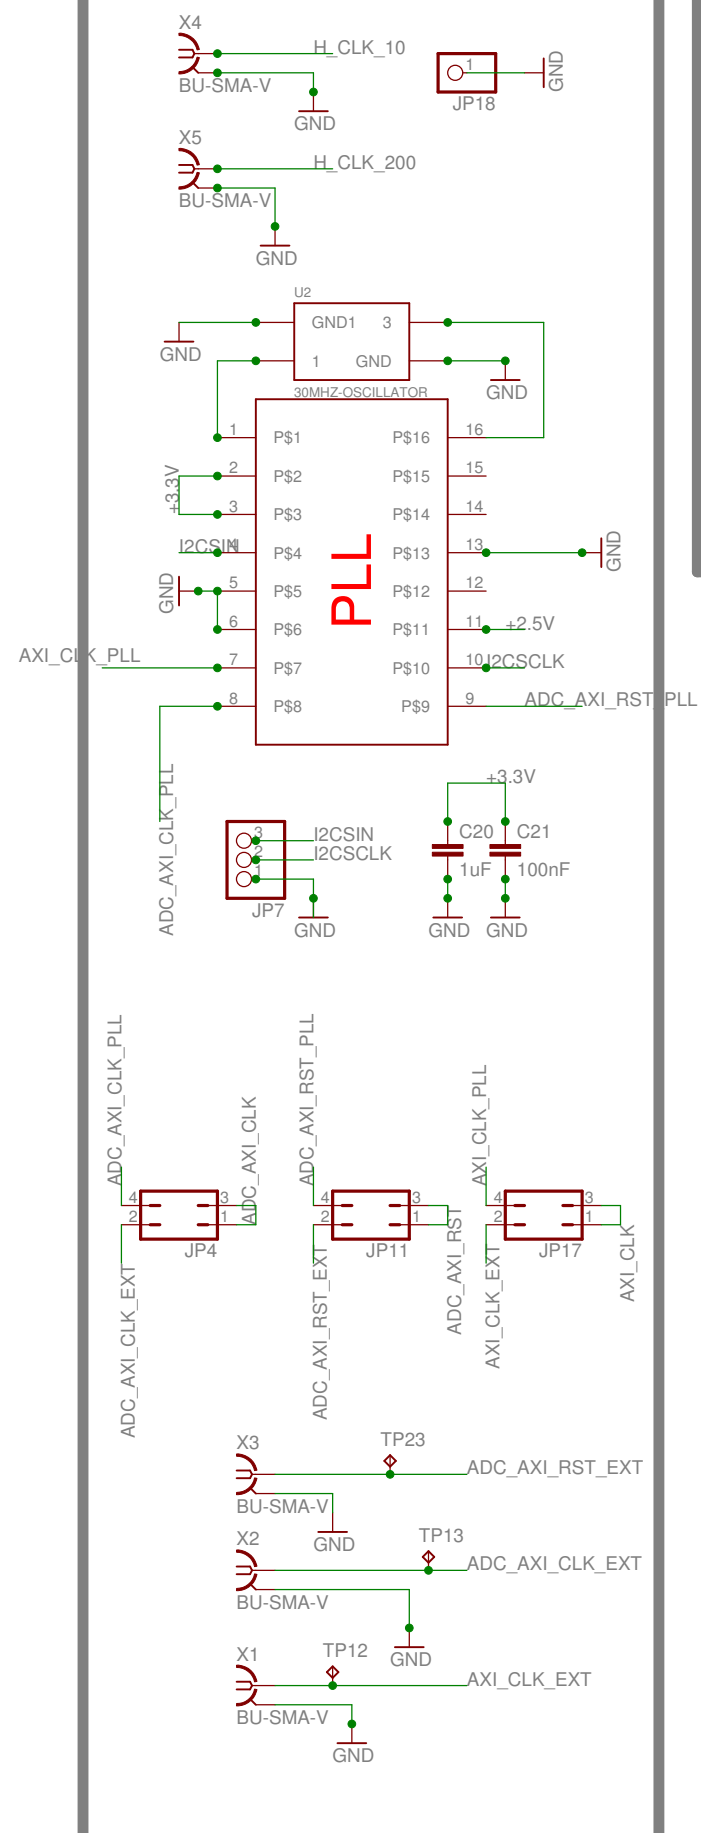 X4
H_CLK_10
BU-SMA-V
GND
1
JP18
GND
X5
H_CLK_200
BU-SMA-V
GND
U2
GND1 3
1 GND
GND
GND
30MHZ-OSCILLATOR
1 P$1 P$16 16
2 P$2 P$15 15
+3.3V
3 P$3 P$14 14
I2CSIN 4 P$4 P$13 13 GND
GND 5 P$5 P$12 12
6 P$6 P$11 11 +2.5V
AXI_CLK_PLL 7 P$7 P$10 10 I2CSCLK
8 P$8 P$9 9 ADC_AXI_RST_PLL
PLL
ADC_AXI_CLK_PLL
3 I2CSIN
2 I2CSCLK
1
JP7
GND
+3.3V
C20
1uF
GND
C21
100nF
GND
ADC_AXI_CLK_PLL
ADC_AXI_CLK
4 3
2 1
JP4
ADC_AXI_CLK_EXT
ADC_AXI_RST_PLL
4 3
2 1
JP11
ADC_AXI_RST_EXT
ADC_AXI_RST
AXI_CLK_PLL
4 3
2 1
JP17
AXI_CLK_EXT
AXI_CLK
X3
TP23
ADC_AXI_RST_EXT
BU-SMA-V
GND
X2
TP13
ADC_AXI_CLK_EXT
BU-SMA-V
GND
X1
TP12
AXI_CLK_EXT
BU-SMA-V
GND